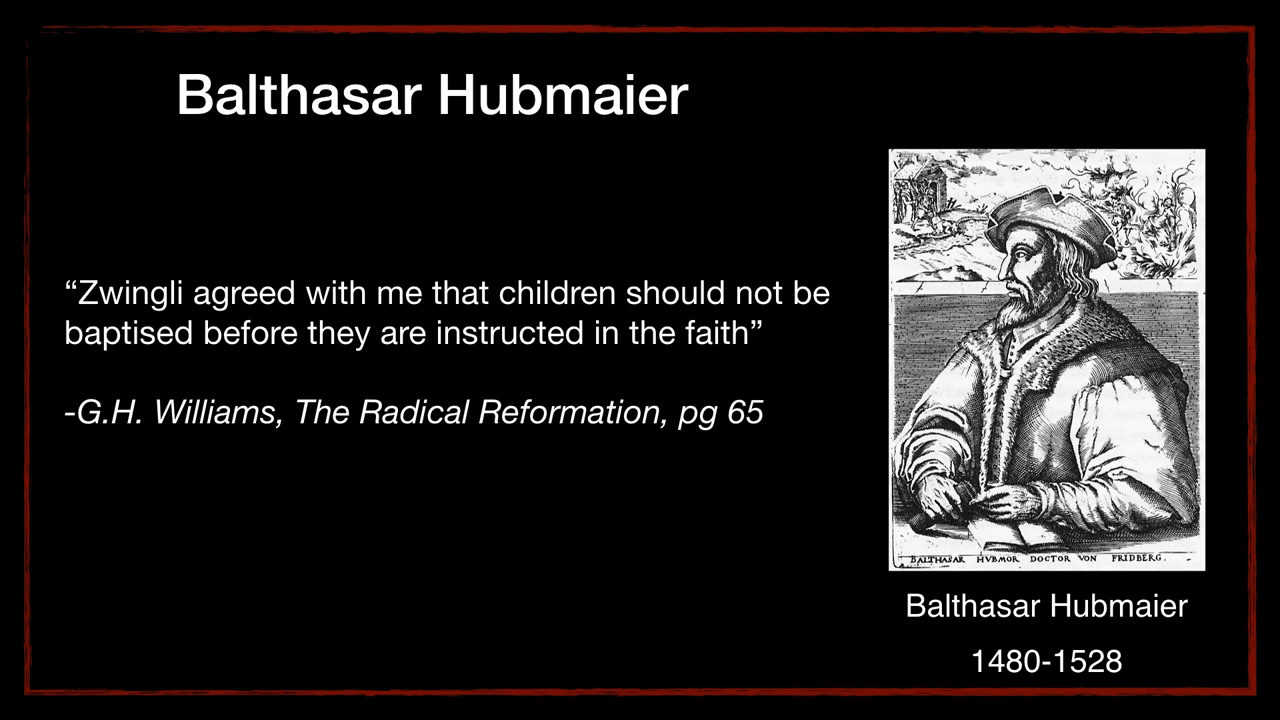 Balthasar Hubmaier
“Zwingli agreed with me that children should not be
baptised before they are instructed in the faith”
-G.H. Williams, The Radical Reformation, pg 65
BALTHASAR HVBMOR DOCTOR VON FRIDBERG.
Balthasar Hubmaier
1480-1528